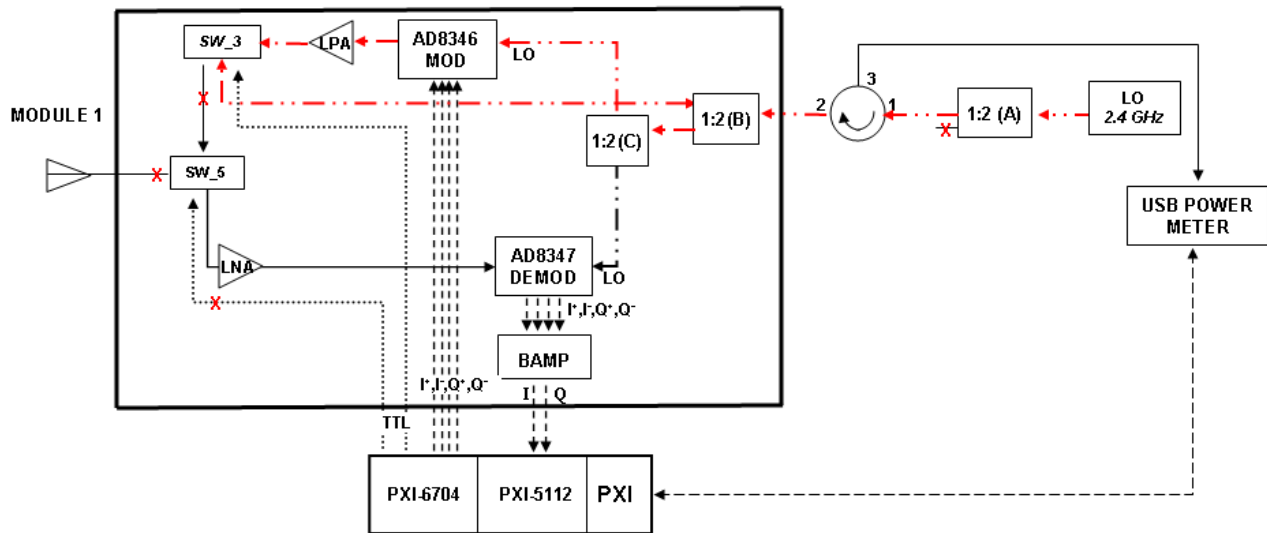 SW_3
LPA
AD8346
MOD
LO
3
2
1
1:2 (A)
LO
2.4 GHz
1:2 (B)
1:2 (C)
MODULE 1
SW_5
USB POWER
METER
LNA
AD8347
DEMOD
LO
I⁺,I⁻,Q⁺,Q⁻
BAMP
I⁺,I⁻,Q⁺,Q⁻
I
Q
TTL
PXI-6704
PXI-5112
PXI